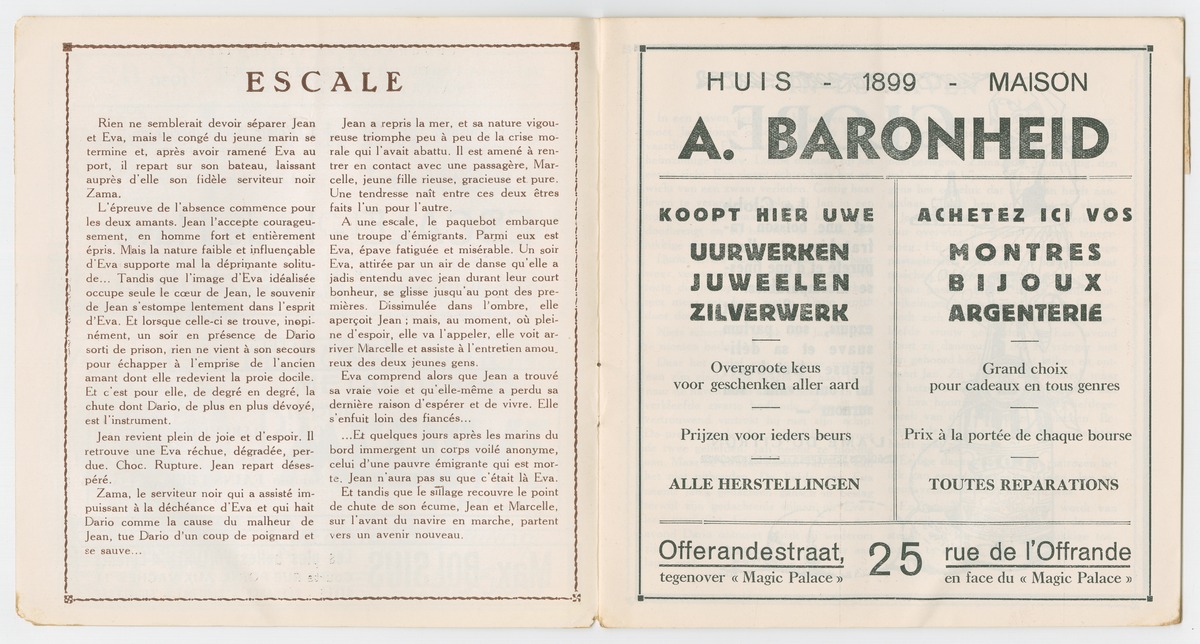 ESCALE
Rien ne semblerait devoir séparer Jean
et Eva, mais le congé du jeune marin se
termine et, après avoir ramené Eva au
port, il repart sur son bateau, laissant
auprès d'elle son fidèle serviteur noir
Zama.
L'épreuve de l'absence commence pour
les deux amants. Jean l'accepte courageu-
sement, en homme fort et entièrement
épris. Mais la nature faible et influençable
d'Eva supporte mal la déprimante solitu-
de... Tandis que l'image d'Eva idéalisée
occupe seule le cœur de Jean, le souvenir
de Jean s'estompe lentement dans l'esprit
d'Eva. Et lorsque celle-ci se trouve, inopi-
nément, un soir en présence de Dario
sorti de prison, rien ne vient à son secours
pour échapper à l'emprise de l'ancien
amant dont elle redevient la proie docile.
Et c'est pour elle, de degré en degré, la
chute dont Dario, de plus en plus dévoyé,
est l'instrument.
Jean revient plein de joie et d'espoir. Il
retrouve une Eva réchue, dégradée, per-
due. Choc. Rupture. Jean repart déses-
péré.
Zama, le serviteur noir qui a assisté im-
puissant à la déchéance d'Eva et qui hait
Dario comme la cause du malheur de
Jean, tue Dario d'un coup de poignard et
se sauve...
Jean a repris la mer, et sa nature vigou-
reuse triomphe peu à peu de la crise mo-
rale qui l'avait abattu. Il est amené à ren-
trer en contact avec une passagère, Mar-
celle, jeune fille rieuse, gracieuse et pure.
Une tendresse naît entre ces deux êtres
faits l'un pour l'autre.
A une escale, le paquebot embarque
une troupe d'émigrants. Parmi eux est
Eva, épave fatiguée et misérable. Un soir
Eva, attirée par un air de danse qu'elle a
jadis entendu avec jean durant leur court
bonheur, se glisse jusqu'au pont des pre-
mières. Dissimulée dans l'ombre, elle
aperçoit Jean ; mais, au moment, où plei-
ne d'espoir, elle va l'appeler, elle voit ar-
river Marcelle et assiste à l'entretien amou_
reux des deux jeunes gens.
Eva comprend alors que Jean a trouvé
sa vraie voie et qu'elle-même a perdu sa
dernière raison d'espérer et de vivre. Elle
s'enfuit loin des fiancés...
...Et quelques jours après les marins du
bord immergent un corps voilé anonyme,
celui d'une pauvre émigrante qui est mor-
te. Jean n'aura pas su que c'était là Eva.
Et tandis que le sillage recouvre le point
de chute de son écume, Jean et Marcelle,
sur l'avant du navire en marche, partent
vers un avenir nouveau.
HUIS - 1899 - MAISON
A. BARONHEID
KOOPT HIER UWE
UURWERKEN
JUWEELEN
ZILVERWERK
Overgroote keus
voor geschenken aller aard
Prijzen voor ieders beurs
ALLE HERSTELLINGEN
ACHETEZ ICI VOS
MONTRES
BIJOUX
ARGENTERIE
Grand choix
pour cadeaux en tous genres
Prix à la portée de chaque bourse
TOUTES REPARATIONS
Offerandestraat, 25 rue de l'Offrande
tegenover « Magic Palace » en face du « Magic Palace »